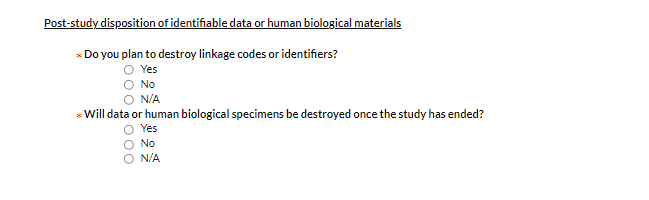 Post-study disposition of identifiable data or human biological materials
* Do you plan to destroy linkage codes or identifiers?
Yes
No
N/A
* Will data or human biological specimens be destroyed once the study has ended?
Yes
No
N/A